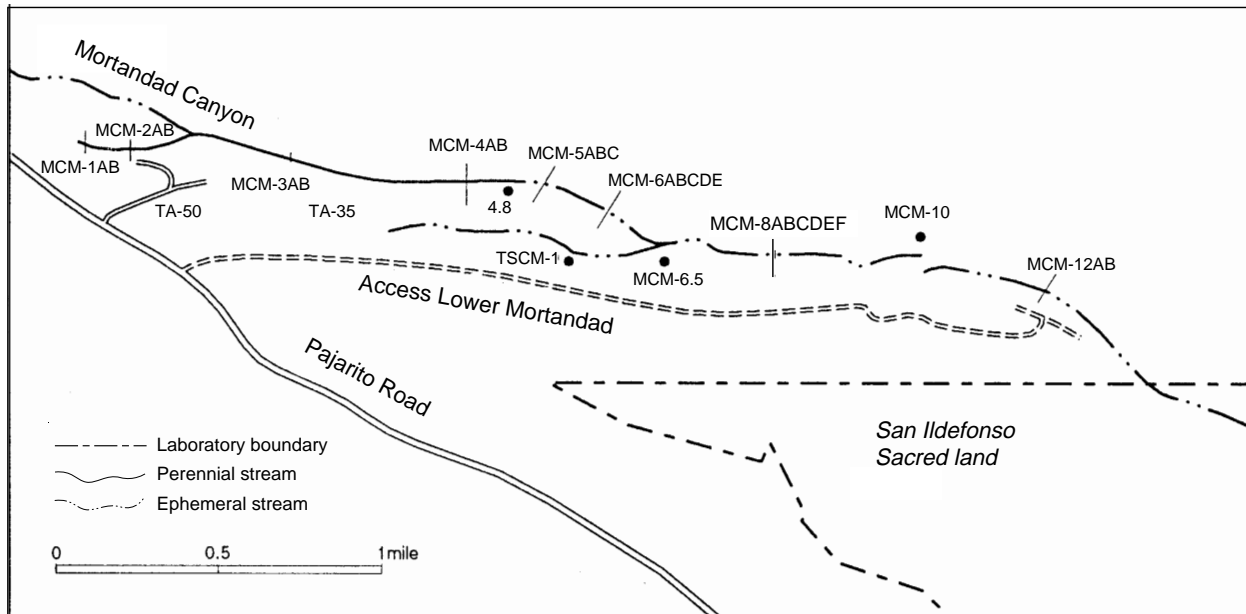 Mortandad Canyon
MCM-2AB
MCM-1AB
MCM-3AB
TA-50
TA-35
MCM-4AB
4.8
MCM-5ABC
MCM-6ABCDE
TSCM-1
MCM-6.5
MCM-8ABCDEF
MCM-10
MCM-12AB
Access Lower Mortandad
Pajarito Road
San Ildefonso
Sacred land
Laboratory boundary
Perennial stream
Ephemeral stream
0 0.5 1 mile